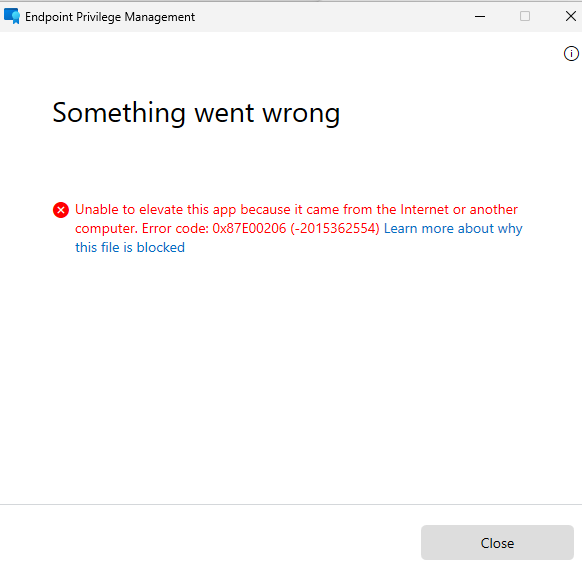 Endpoint Privilege Management
Something went wrong
Unable to elevate this app because it came from the Internet or another
computer. Error code: 0x87E00206 (-2015362554) Learn more about why
this file is blocked
Close